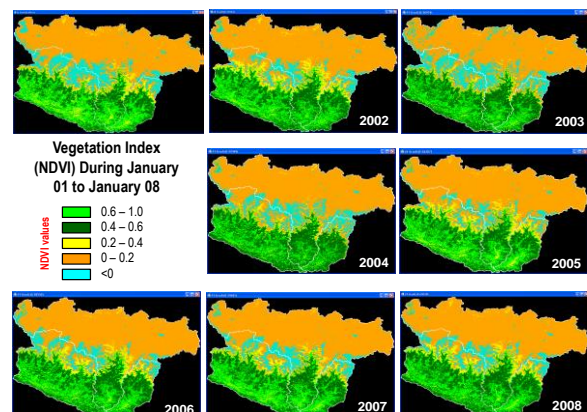 2002
2003
Vegetation Index
(NDVI) During January
01 to January 08
NDVI values
0.6 – 1.0
0.4 – 0.6
0.2 – 0.4
0 – 0.2
<0
2004
2005
2006
2007
2008